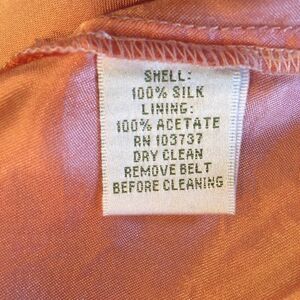 SHELL:
100% SILK
LINING:
100% ACETATE
RN 103737
DRY CLEAN
REMOVE BELT
BEFORE CLEANING